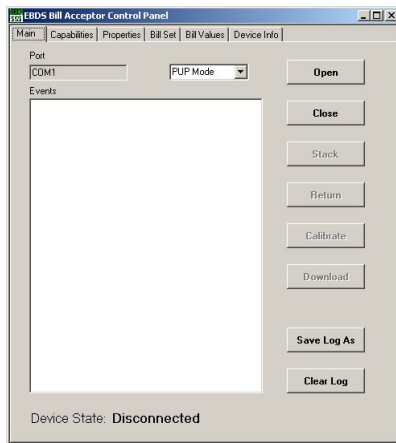 EBDS Bill Acceptor Control Panel
Main Capabilities Properties Bill Set Bill Values Device Info
Port
COM1 PUP Mode Open
Events
Close
Stack
Return
Calibrate
Download
Save Log As
Clear Log
Device State: Disconnected